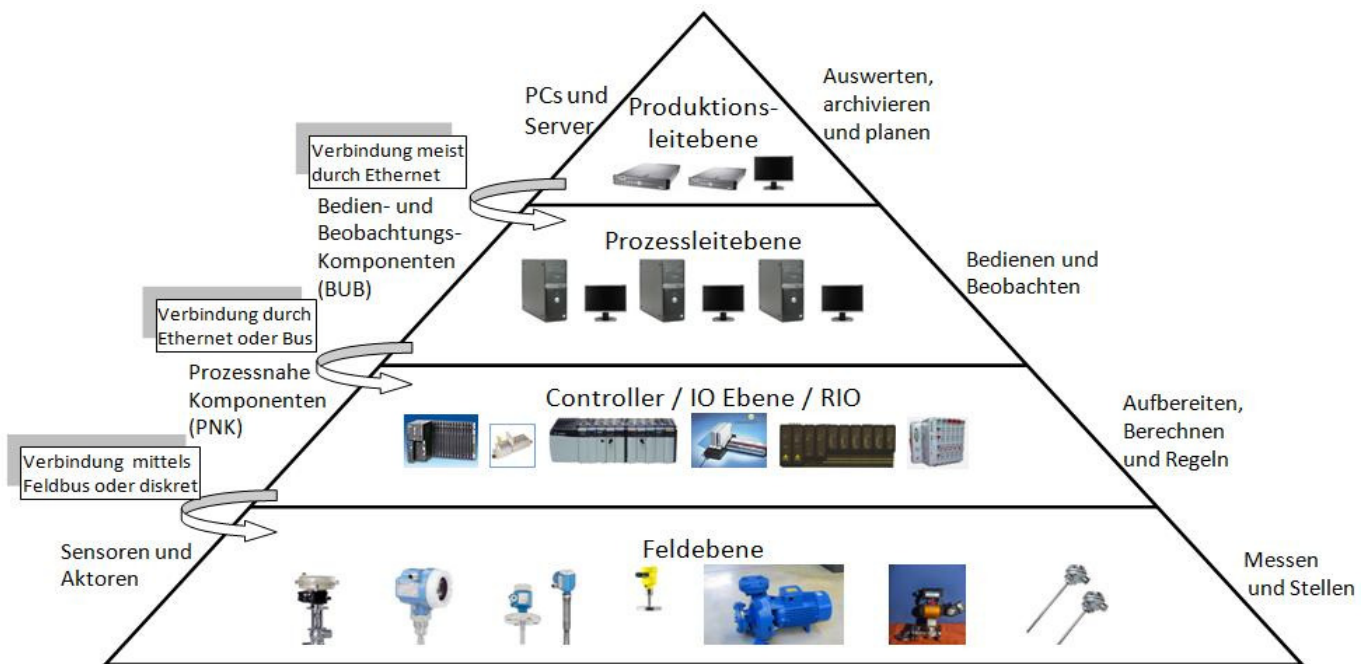 PCs und
Server
Produktions-
leitebene
Auswerten,
archivieren
und planen
Verbindung meist
durch Ethernet
Bedien- und
Beobachtungs-
Komponenten
(BUB)
Prozessleitebene
Bedienen und
Beobachten
Verbindung durch
Ethernet oder Bus
Prozessnahe
Komponenten
(PNK)
Controller / IO Ebene / RIO
Aufbereiten,
Berechnen
und Regeln
Verbindung mittels
Feldbus oder diskret
Sensoren und
Aktoren
Feldebene
Messen
und Stellen